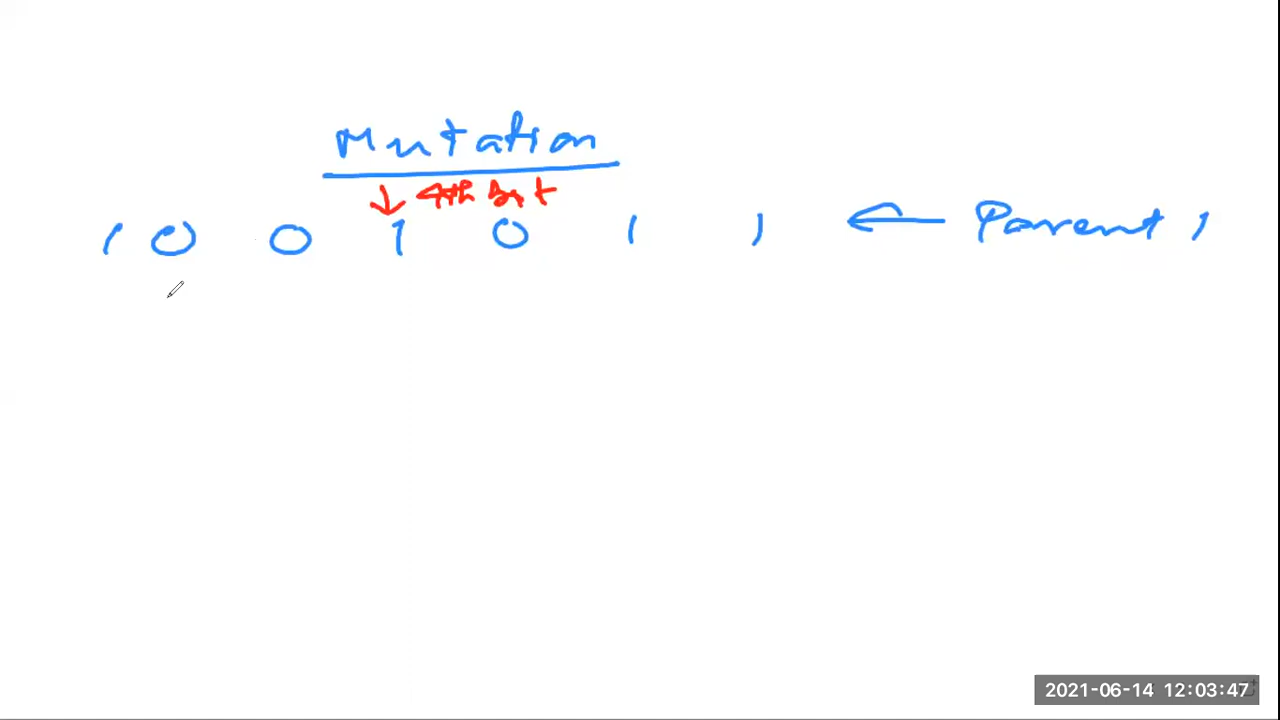 Mutation
4th Bit
1 0 0 1 0 1 1 ← Parent 1
2021-06-14 12:03:47